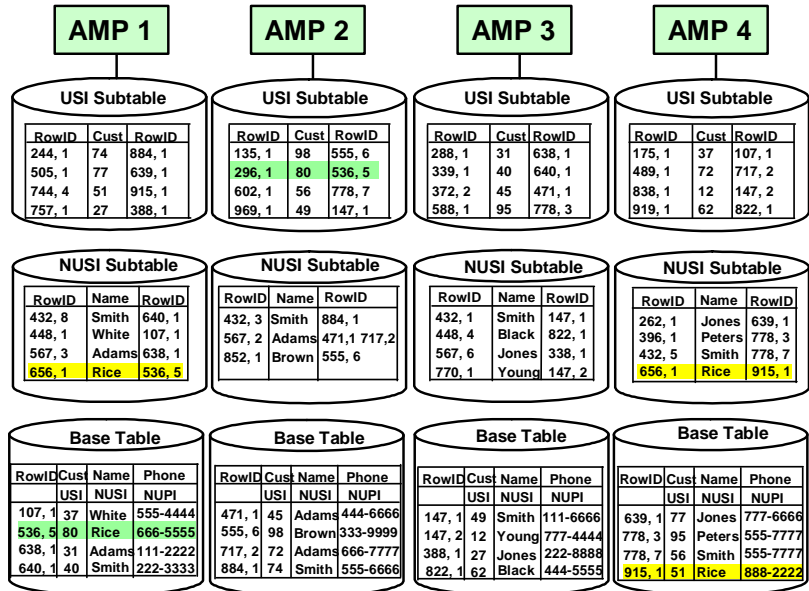 AMP 1 AMP 2 AMP 3 AMP 4
USI Subtable USI Subtable USI Subtable USI Subtable
RowID Cust RowID RowID Cust RowID RowID Cust RowID RowID Cust RowID
244, 1 74 884, 1 135, 1 98 555, 6 288, 1 31 638, 1 175, 1 37 107, 1
505, 1 77 639, 1 296, 1 80 536, 5 339, 1 40 640, 1 489, 1 72 717, 2
744, 4 51 915, 1 602, 1 56 778, 7 372, 2 45 471, 1 838, 1 12 147, 2
757, 1 27 388, 1 969, 1 49 147, 1 588, 1 95 778, 3 919, 1 62 822, 1
NUSI Subtable NUSI Subtable NUSI Subtable NUSI Subtable
RowID Name RowID RowID Name RowID RowID Name RowID RowID Name RowID
432, 8 Smith 640, 1 432, 3 Smith 884, 1 432, 1 Smith 147, 1 262, 1 Jones 639, 1
448, 1 White 107, 1 567, 2 Adams 471,1 717,2 448, 4 Black 822, 1 396, 1 Peters 778, 3
567, 3 Adams 638, 1 852, 1 Brown 555, 6 567, 6 Jones 338, 1 432, 5 Smith 778, 7
656, 1 Rice 536, 5 770, 1 Young 147, 2 656, 1 Rice 915, 1
Base Table Base Table Base Table Base Table
RowID Cust Name Phone RowID Cust Name Phone RowID Cust Name Phone RowID Cust Name Phone
USI NUSI NUPI USI NUSI NUPI USI NUSI NUPI USI NUSI NUPI
107, 1 37 White 555-4444 471, 1 45 Adams 444-6666 147, 1 49 Smith 111-6666 639, 1 77 Jones 777-6666
536, 5 80 Rice 666-5555 555, 6 98 Brown 333-9999 147, 2 12 Young 777-4444 778, 3 95 Peters 555-7777
638, 1 31 Adams 111-2222 717, 2 72 Adams 666-7777 388, 1 27 Jones 222-8888 778, 7 56 Smith 555-7777
640, 1 40 Smith 222-3333 884, 1 74 Smith 555-6666 822, 1 62 Black 444-5555 915, 1 51 Rice 888-2222